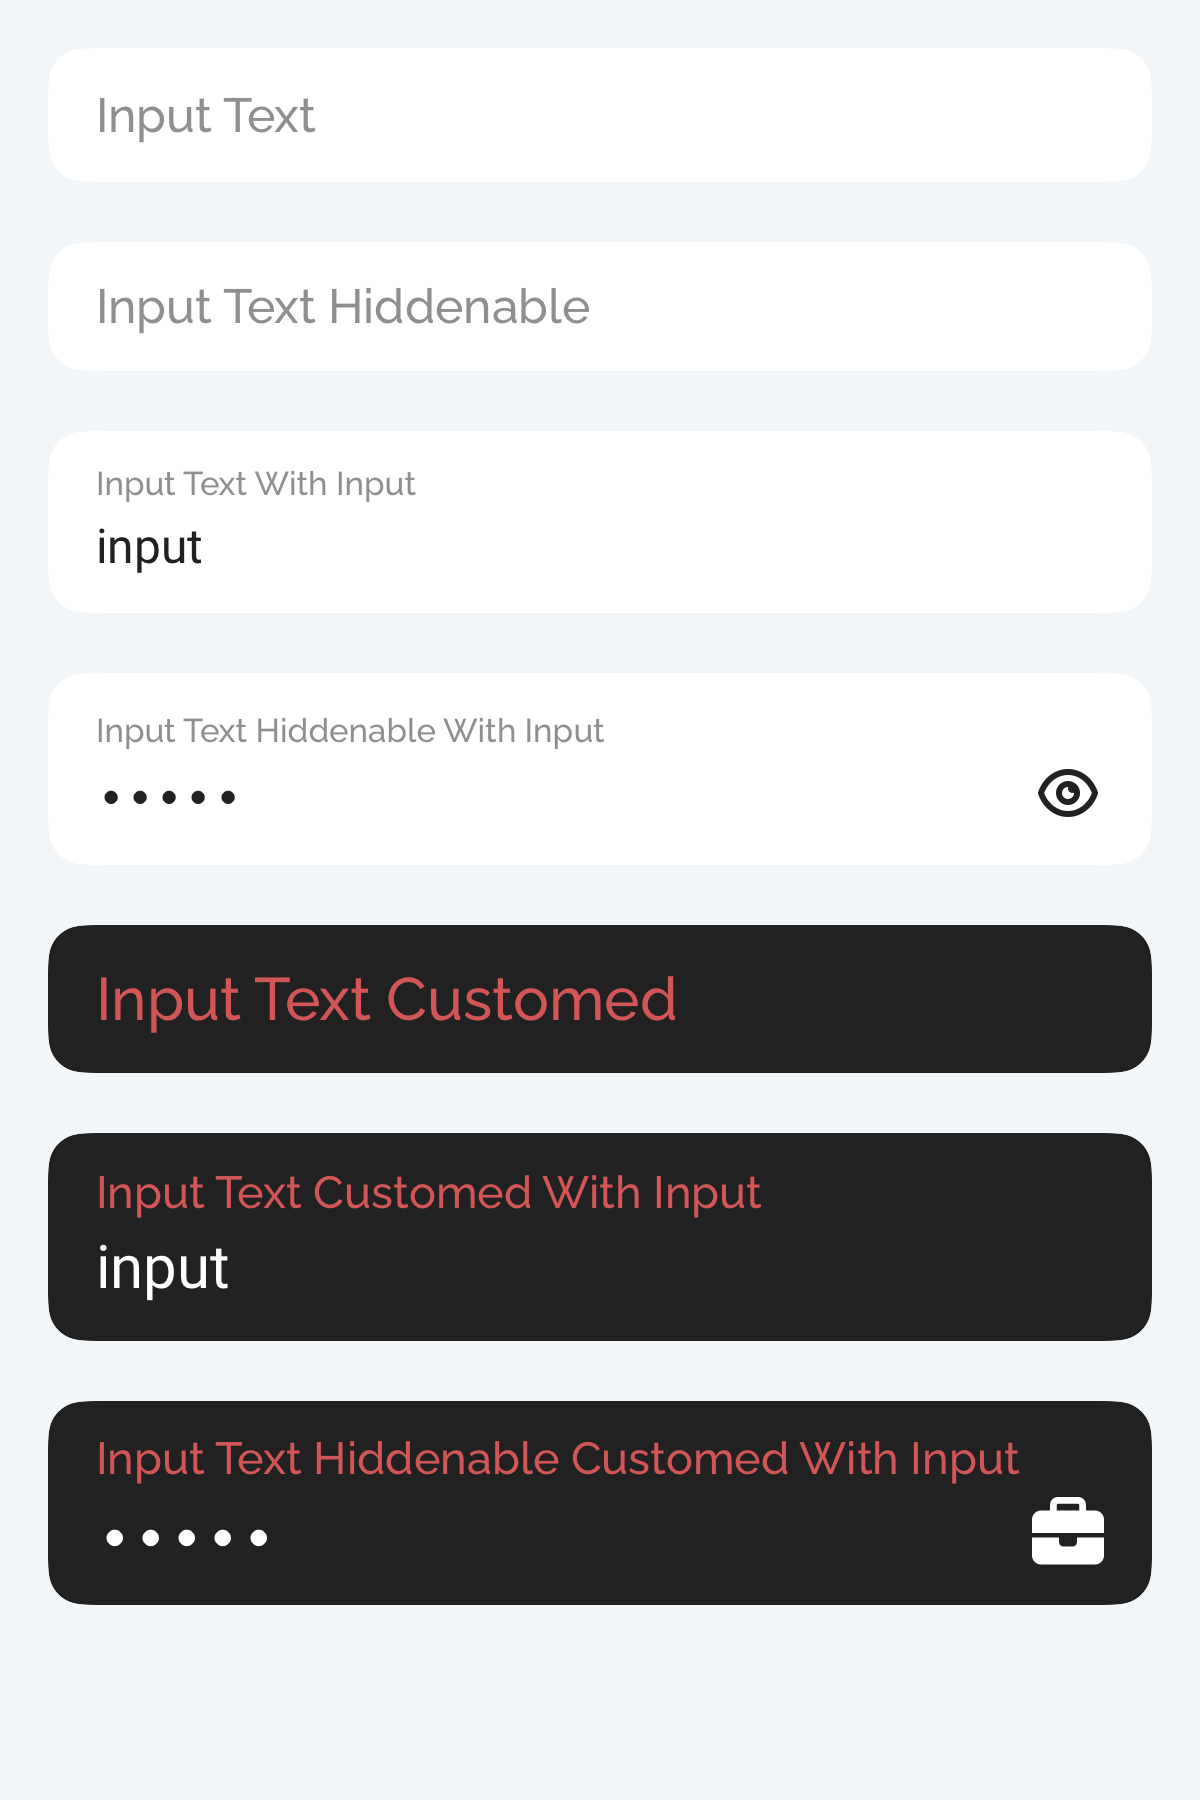 Input Text
Input Text Hiddenable
Input Text With Input
input
Input Text Hiddenable With Input
•••••
Input Text Customed
Input Text Customed With Input
input
Input Text Hiddenable Customed With Input
•••••